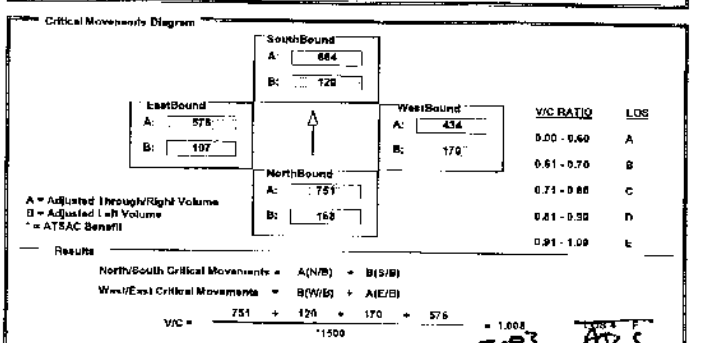 Critical Movements Diagram
SouthBound
A: 664
B: 120
EastBound
A: 576
B: 107
WestBound
A: 434
B: 170
NorthBound
A: 751
B: 168
V/C RATIO LOS
0.00 - 0.60 A
0.61 - 0.70 B
0.71 - 0.80 C
0.81 - 0.90 D
0.91 - 1.00 E
A = Adjusted Through/Right Volume
B = Adjusted Left Volume
* = ATSAC Benefit
Results
North/South Critical Movements = A(N/B) + B(S/B)
West/East Critical Movements = B(W/B) + A(E/B)
V/C = 751 + 120 + 170 + 576 = 1.008 F
*1500